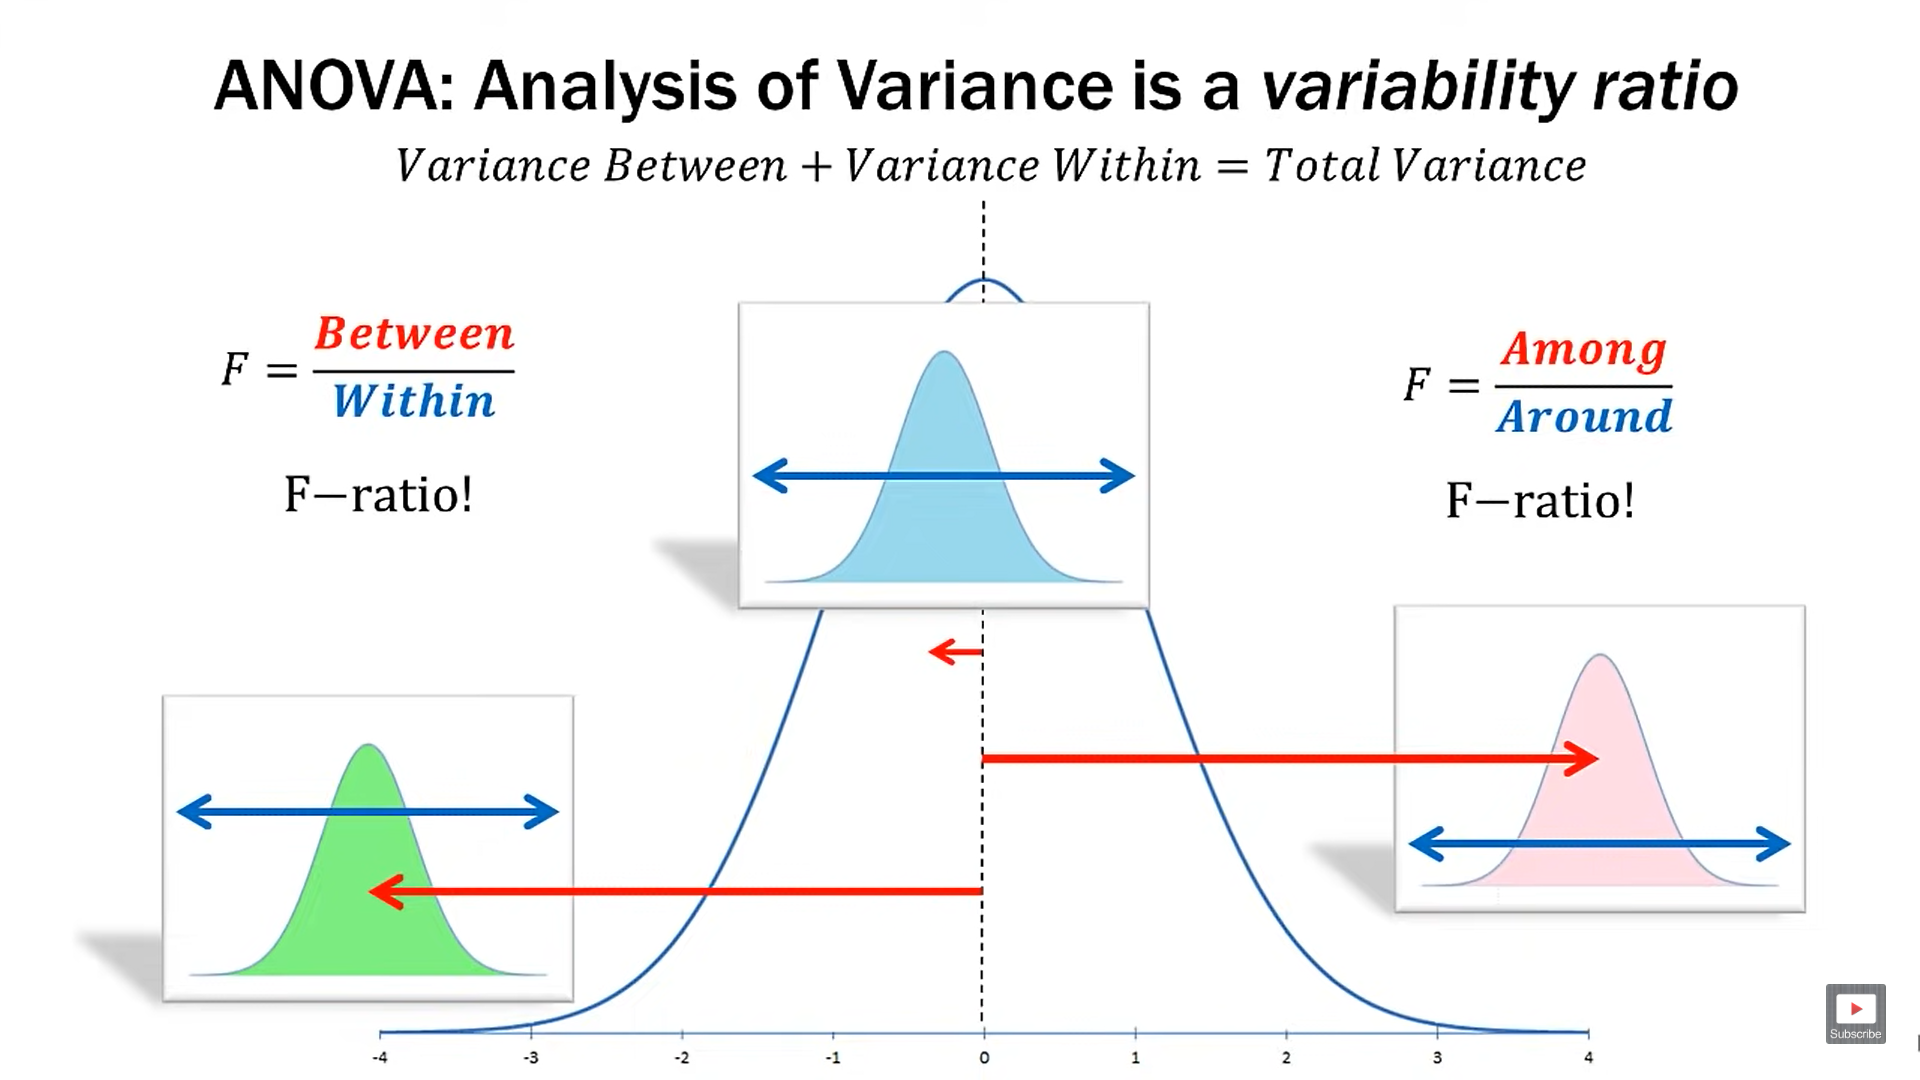 ANOVA: Analysis of Variance is a variability ratio
Variance Between + Variance Within = Total Variance
F = Between / Within
F−ratio!
F = Among / Around
F−ratio!
-4 -3 -2 -1 0 1 2 3 4
Subscribe